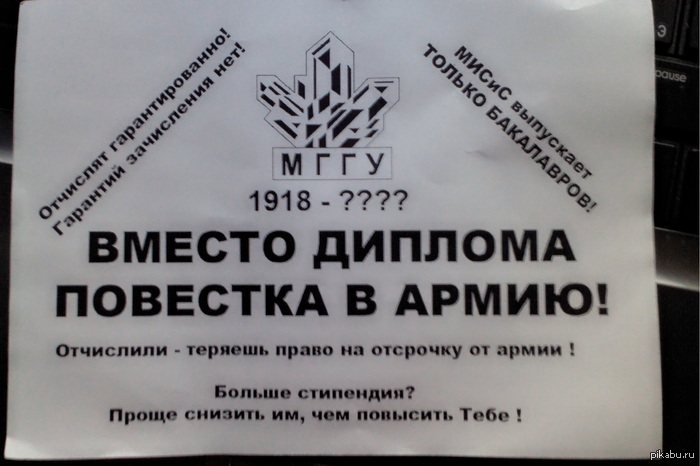 Отчислят гарантированно!
Гарантий зачисления нет!
МИСиС выпускает
ТОЛЬКО БАКАЛАВРОВ!
МГГУ
1918 - ????
ВМЕСТО ДИПЛОМА
ПОВЕСТКА В АРМИЮ!
Отчислили - теряешь право на отсрочку от армии !
Больше стипендия?
Проще снизить им, чем повысить Тебе !
Э
pause
pikabu.ru